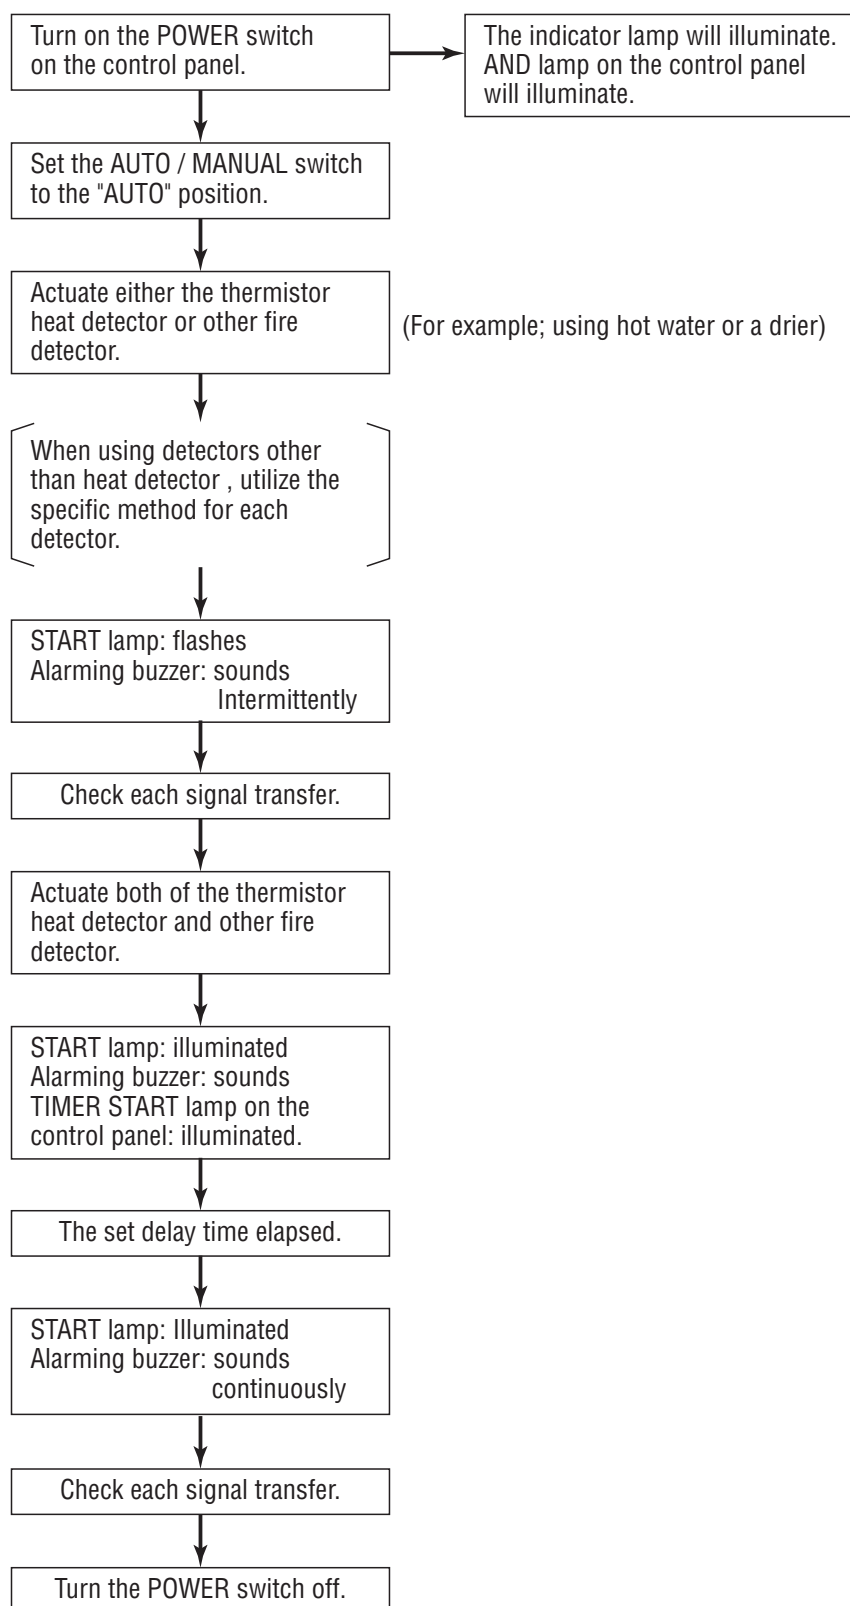 Turn on the POWER switch
on the control panel.
The indicator lamp will illuminate.
AND lamp on the control panel
will illuminate.
Set the AUTO / MANUAL switch
to the "AUTO" position.
Actuate either the thermistor
heat detector or other fire
detector.
(For example; using hot water or a drier)
When using detectors other
than heat detector , utilize the
specific method for each
detector.
START lamp: flashes
Alarming buzzer: sounds
Intermittently
Check each signal transfer.
Actuate both of the thermistor
heat detector and other fire
detector.
START lamp: illuminated
Alarming buzzer: sounds
TIMER START lamp on the
control panel: illuminated.
The set delay time elapsed.
START lamp: Illuminated
Alarming buzzer: sounds
continuously
Check each signal transfer.
Turn the POWER switch off.